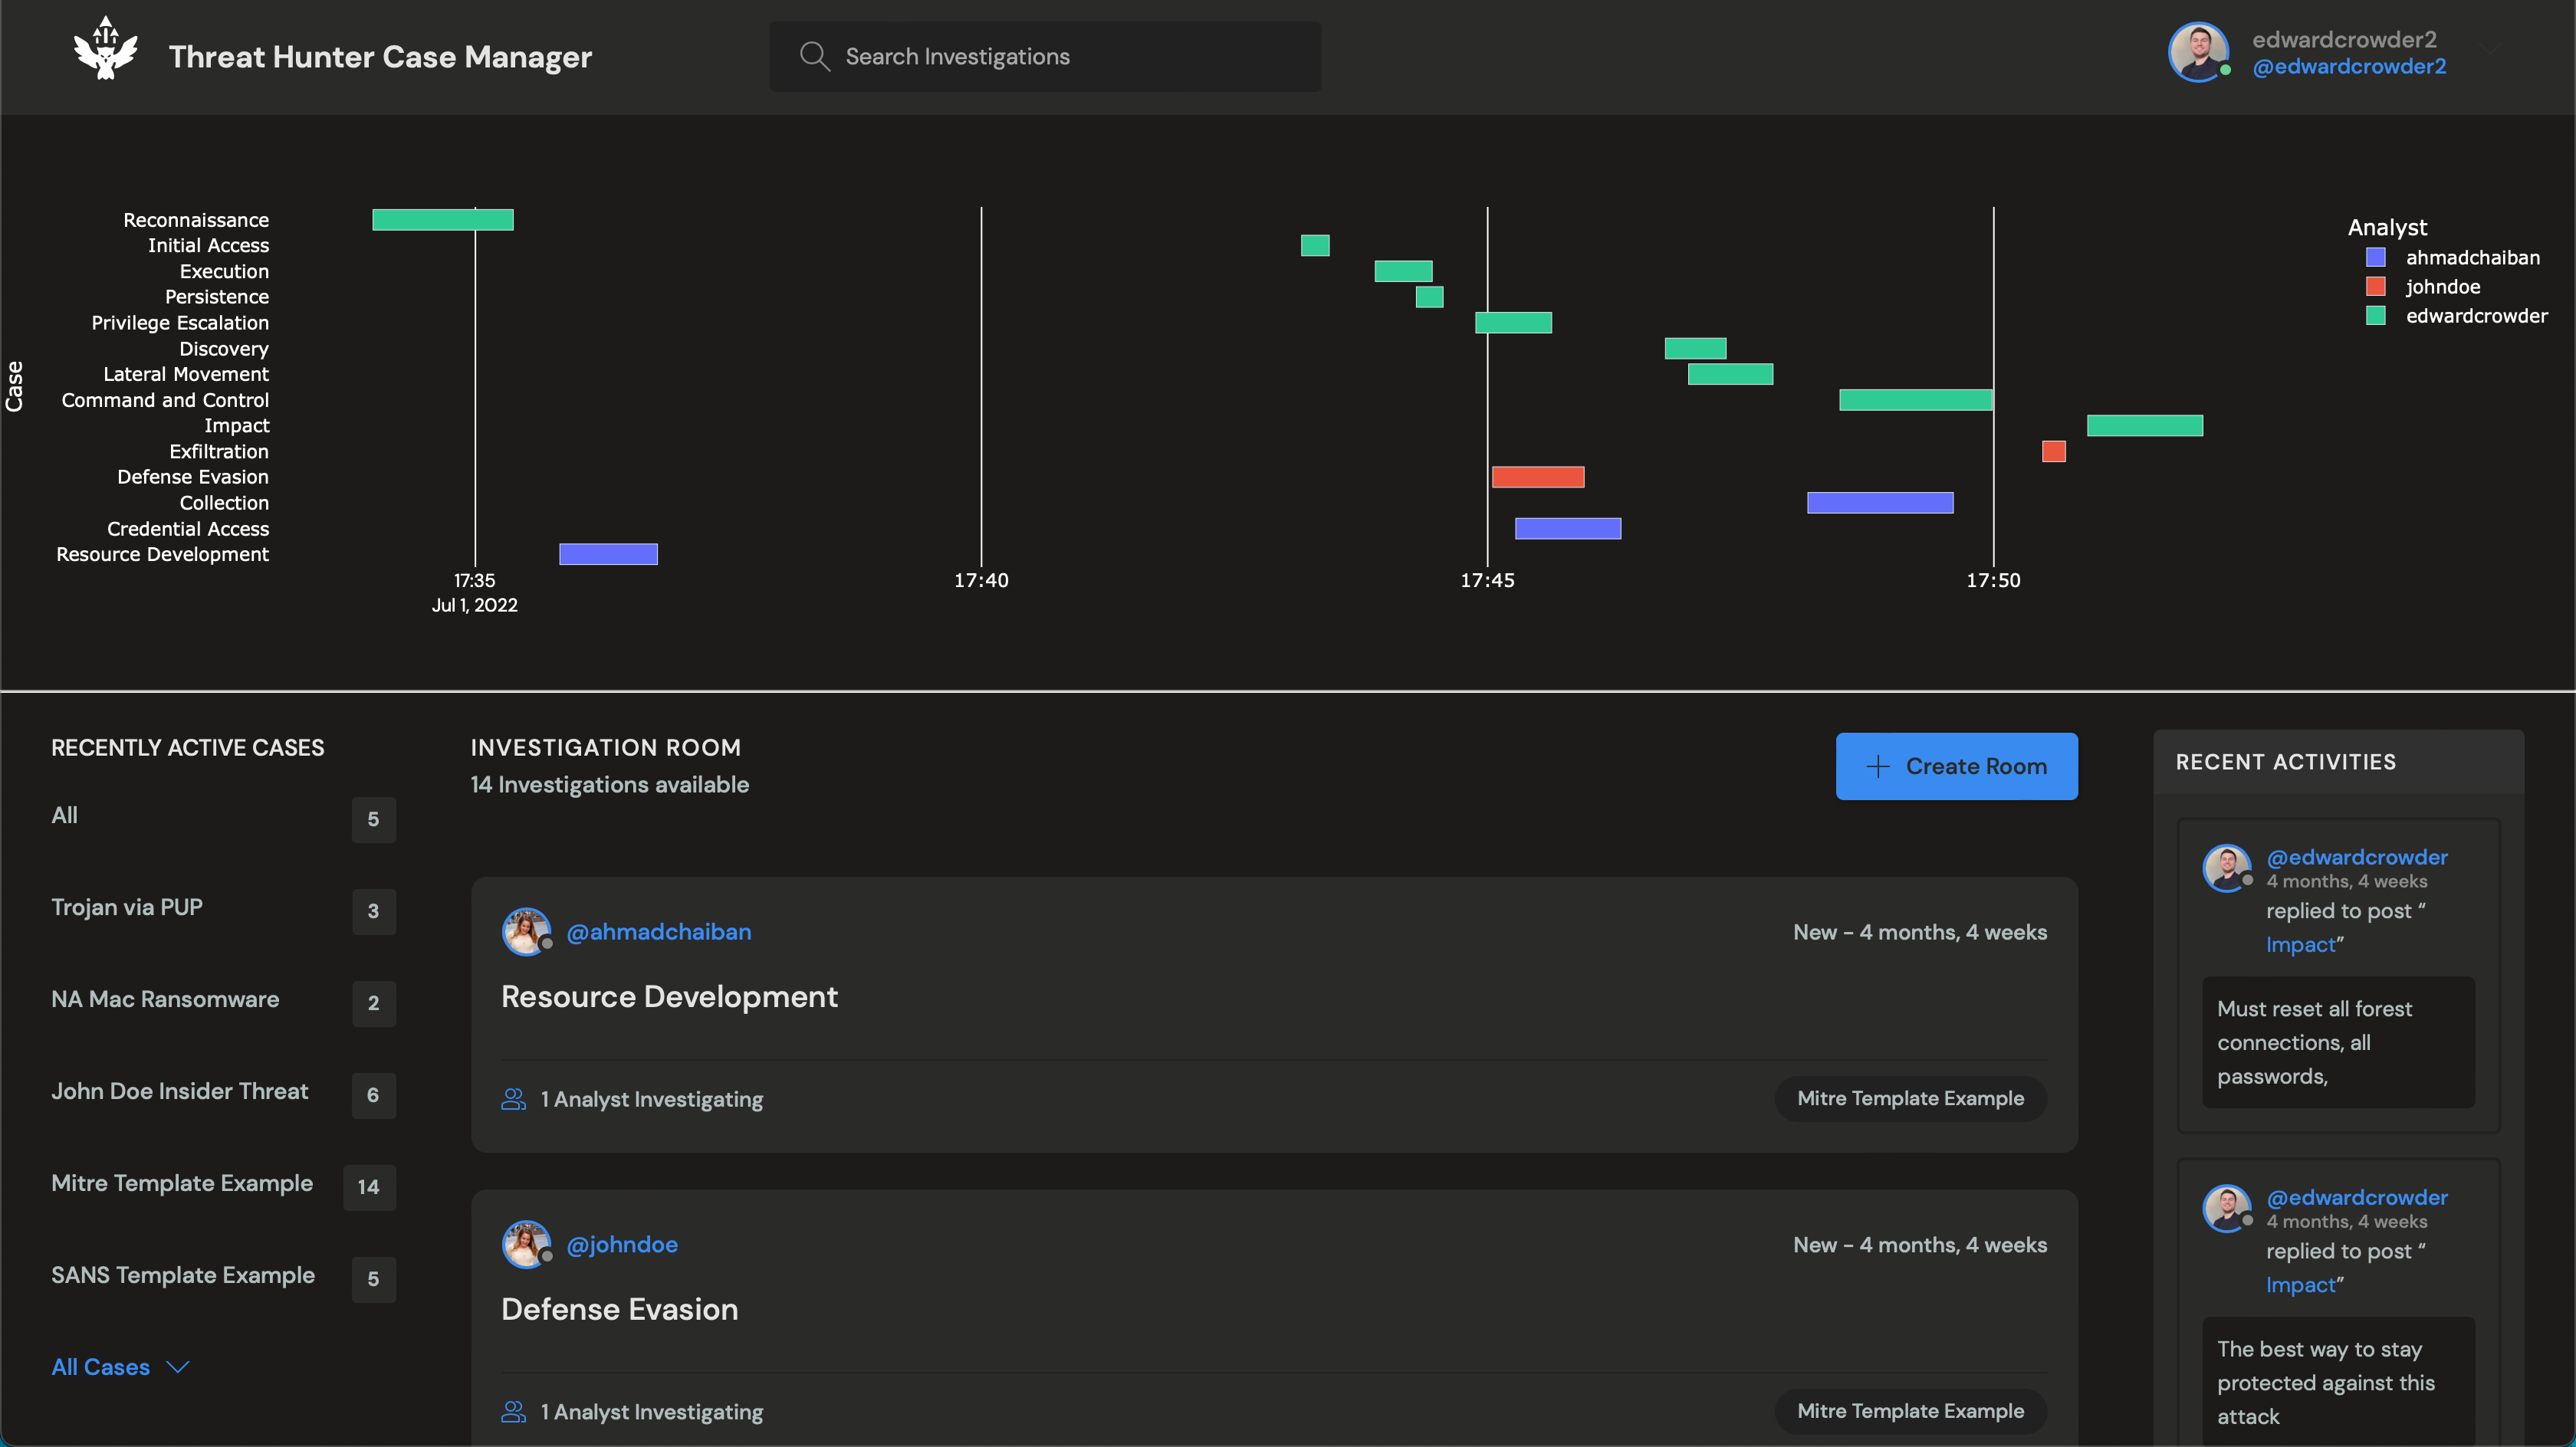 Threat Hunter Case Manager
Search Investigations
edwardcrowder2
@edwardcrowder2
Case
Reconnaissance
Initial Access
Execution
Persistence
Privilege Escalation
Discovery
Lateral Movement
Command and Control
Impact
Exfiltration
Defense Evasion
Collection
Credential Access
Resource Development
17:35
Jul 1, 2022
17:40
17:45
17:50
Analyst
ahmadchaiban
johndoe
edwardcrowder
RECENTLY ACTIVE CASES
All 5
Trojan via PUP 3
NA Mac Ransomware 2
John Doe Insider Threat 6
Mitre Template Example 14
SANS Template Example 5
All Cases
INVESTIGATION ROOM
14 Investigations available
Create Room
@ahmadchaiban
New - 4 months, 4 weeks
Resource Development
1 Analyst Investigating
Mitre Template Example
@johndoe
New - 4 months, 4 weeks
Defense Evasion
1 Analyst Investigating
Mitre Template Example
RECENT ACTIVITIES
@edwardcrowder
4 months, 4 weeks
replied to post “
Impact”
Must reset all forest
connections, all
passwords,
@edwardcrowder
4 months, 4 weeks
replied to post “
Impact”
The best way to stay
protected against this
attack